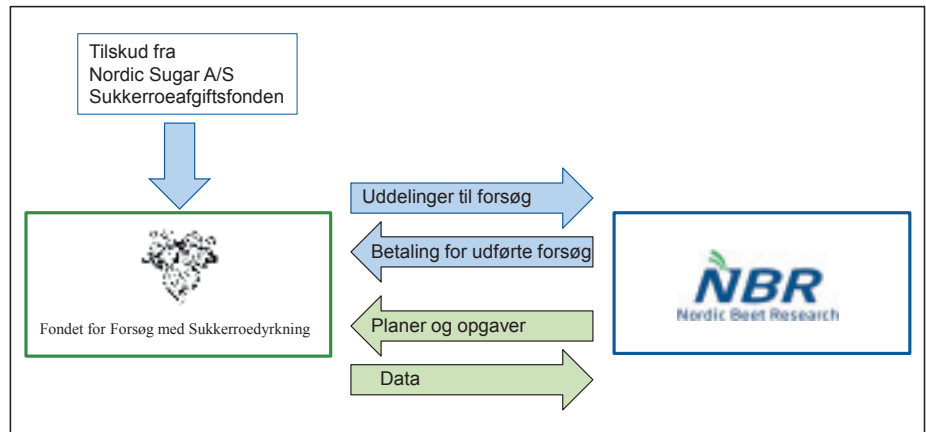 Tilskud fra
Nordic Sugar A/S
Sukkerroeafgiftsfonden
Uddelinger til forsøg
Betaling for udførte forsøg
Fondet for Forsøg med Sukkerroedyrkning
NBR
Nordic Beet Research
Planer og opgaver
Data